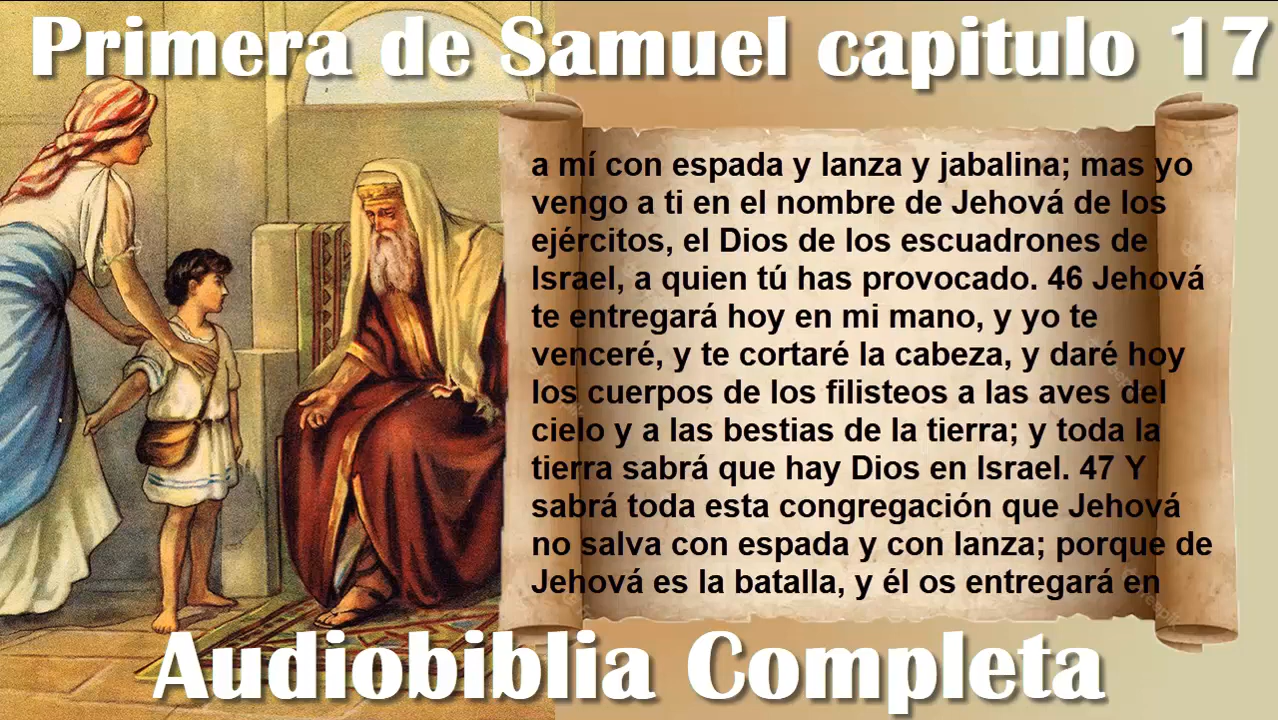 Primera de Samuel capitulo 17
a mí con espada y lanza y jabalina; mas yo
vengo a ti en el nombre de Jehová de los
ejércitos, el Dios de los escuadrones de
Israel, a quien tú has provocado. 46 Jehová
te entregará hoy en mi mano, y yo te
venceré, y te cortaré la cabeza, y daré hoy
los cuerpos de los filisteos a las aves del
cielo y a las bestias de la tierra; y toda la
tierra sabrá que hay Dios en Israel. 47 Y
sabrá toda esta congregación que Jehová
no salva con espada y con lanza; porque de
Jehová es la batalla, y él os entregará en
Audiobiblia Completa